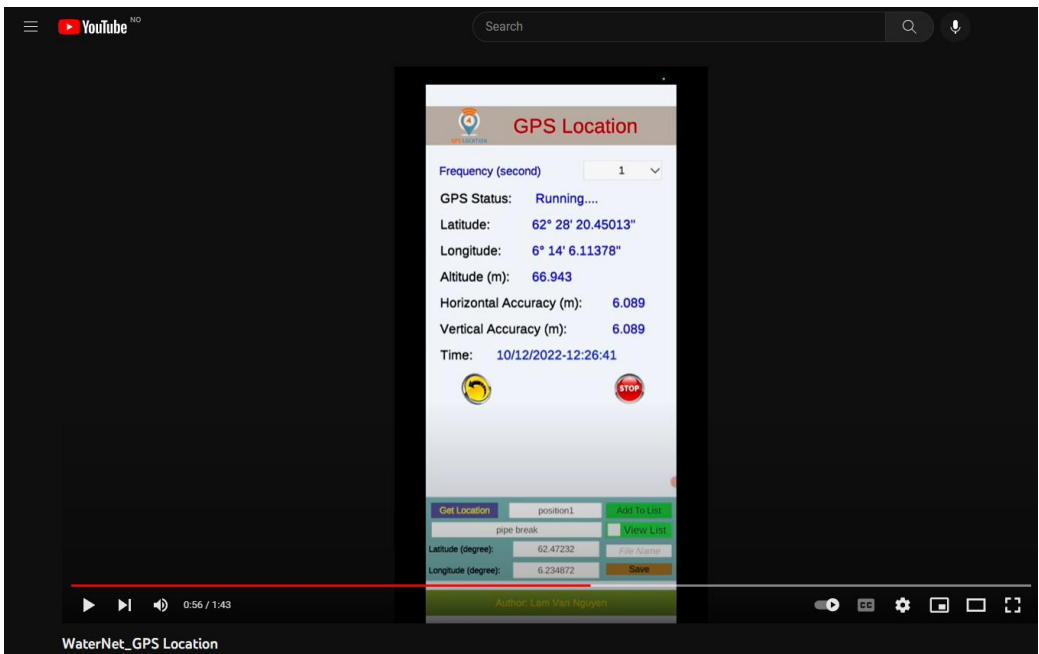 YouTube NO
Search
GPS LOCATION
GPS Location
Frequency (second) 1
GPS Status: Running....
Latitude: 62° 28' 20.45013"
Longitude: 6° 14' 6.11378"
Altitude (m): 66.943
Horizontal Accuracy (m): 6.089
Vertical Accuracy (m): 6.089
Time: 10/12/2022-12:26:41
STOP
Get Location position1 Add To List
pipe break View List
Latitude (degree): 62.47232 File Name
Longitude (degree): 6.234872 Save
Author: Lam Van Nguyen
0:56 / 1:43 CC
WaterNet_GPS Location